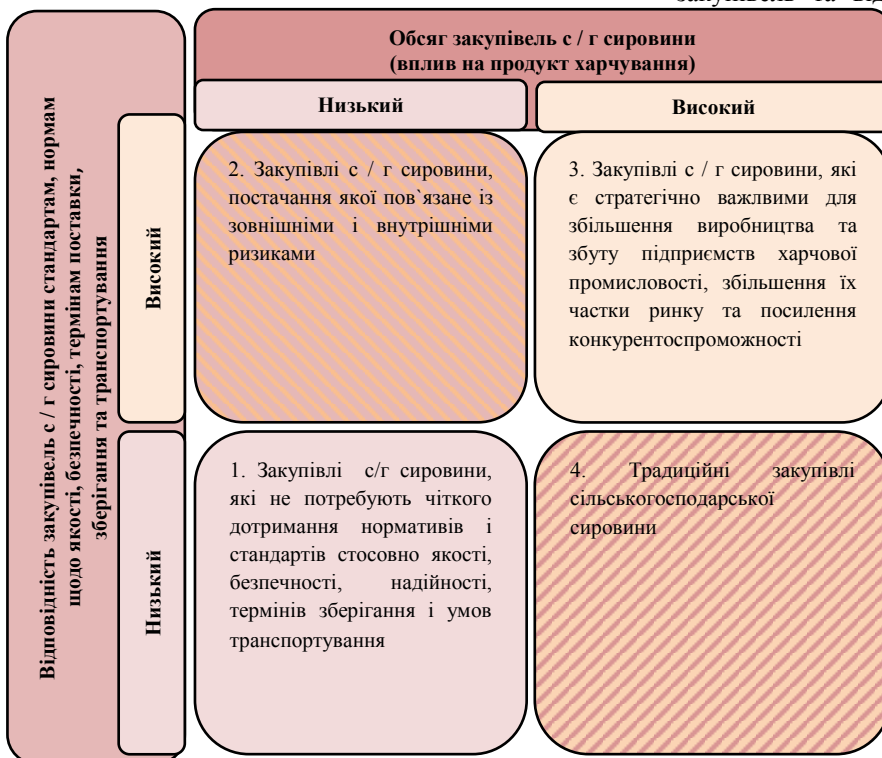 закупівель та від
Обсяг закупівель с / г сировини
(вплив на продукт харчування)
Низький
Високий
Відповідність закупівель с / г сировини стандартам, нормам
щодо якості, безпечності, термінам поставки,
зберігання та транспортування
Високий
2. Закупівлі с / г сировини,
постачання якої пов`язане із
зовнішніми і внутрішніми
ризиками
3. Закупівлі с / г сировини, які
є стратегічно важлвими для
збільшення виробництва та
збуту підприємств харчової
промисловості, збільшення їх
частки ринку та посилення
конкурентоспроможності
Низький
1. Закупівлі с/г сировини,
які не потребують чіткого
дотримання нормативів і
стандартів стосовно якості,
безпечності, надійності,
термінів зберігання і умов
транспортування
4. Традиційні закупівлі
сільськогосподарської
сировини